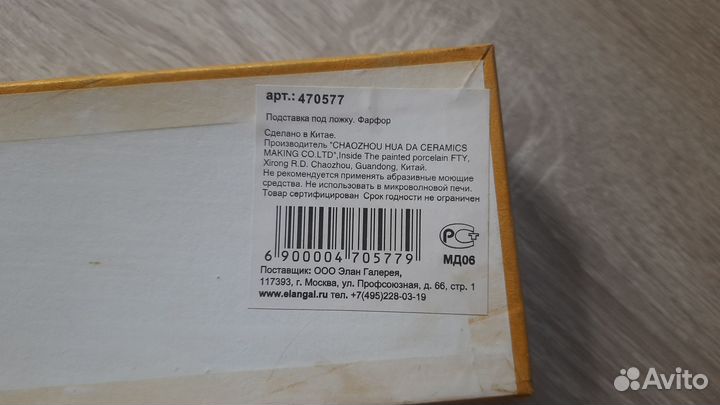 арт.: 470577
Подставка под ложку. Фарфор
Сделано в Китае.
Производитель "CHAOZHOU HUA DA CERAMICS
MAKING CO.LTD",Inside The painted porcelain FTY,
Xirong R.D. Chaozhou, Guandong, Китай.
Не рекомендуется применять абразивные моющие
средства. Не использовать в микроволновой печи.
Товар сертифицирован Срок годности не ограничен
6 900004 705779
РСТ
МД06
Поставщик: ООО Элан Галерея,
117393, г. Москва, ул. Профсоюзная, д. 66, стр. 1
www.elangal.ru тел. +7(495)228-03-19
Avito